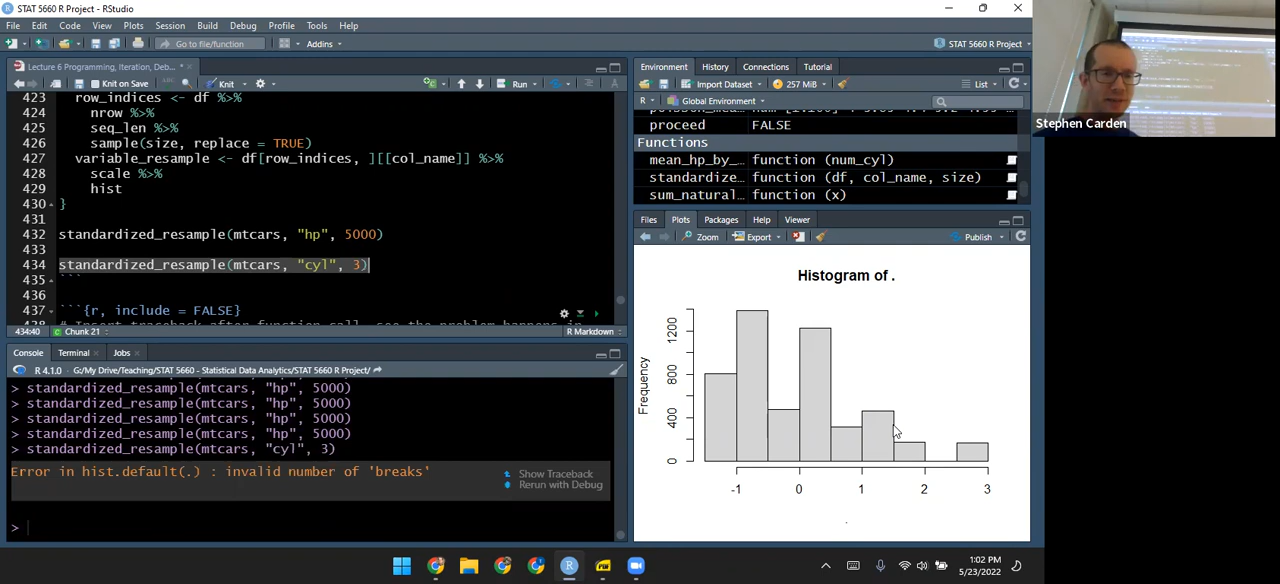 STAT 5660 R Project - RStudio
File Edit Code View Plots Session Build Debug Profile Tools Help
Go to file/function
Addins
STAT 5660 R Project
Lecture 6 Programming, Iteration, Deb...
Knit on Save
Knit
Run
423 row_indices <- df %>%
424 nrow %>%
425 seq_len %>%
426 sample(size, replace = TRUE)
427 variable_resample <- df[row_indices, ][[col_name]] %>%
428 scale %>%
429 hist
430 }
431
432 standardized_resample(mtcars, "hp", 5000)
433
434 standardized_resample(mtcars, "cyl", 3)
435 ```
436
437 ```{r, include = FALSE}
434:40 Chunk 21 R Markdown
Console Terminal Jobs
R 4.1.0 · G:/My Drive/Teaching/STAT 5660 - Statistical Data Analytics/STAT 5660 R Project/
> standardized_resample(mtcars, "hp", 5000)
> standardized_resample(mtcars, "hp", 5000)
> standardized_resample(mtcars, "hp", 5000)
> standardized_resample(mtcars, "hp", 5000)
> standardized_resample(mtcars, "cyl", 3)
Error in hist.default(.) : invalid number of 'breaks'
Show Traceback
Rerun with Debug
>
Environment History Connections Tutorial
Import Dataset
257 MiB
List
R
Global Environment
proceed FALSE
Functions
mean_hp_by_… function (num_cyl)
standardize… function (df, col_name, size)
sum_natural… function (x)
Files Plots Packages Help Viewer
Zoom Export Publish
Histogram of .
Frequency
0 400 800 1200
-1 0 1 2 3
.
Stephen Carden
1:02 PM
5/23/2022